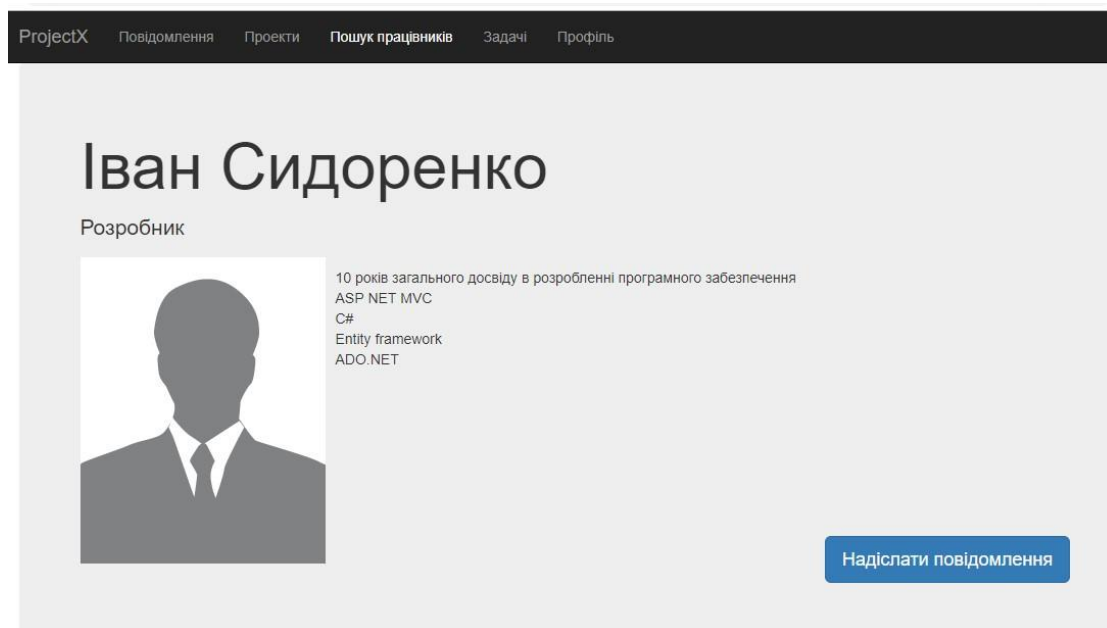 ProjectX Повідомлення Проекти Пошук працівників Задачі Профіль
Іван Сидоренко
Розробник
10 років загального досвіду в розробленні програмного забезпечення
ASP NET MVC
C#
Entity framework
ADO.NET
Надіслати повідомлення